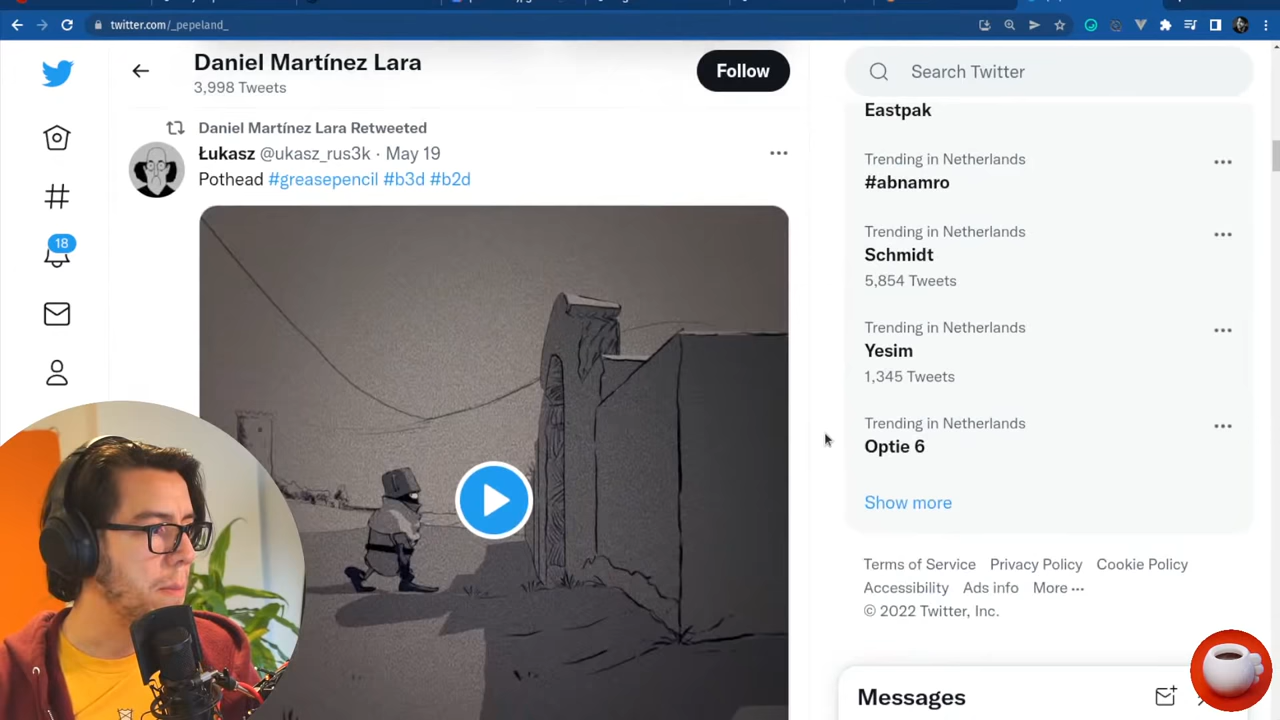 twitter.com/_pepeland_
Daniel Martínez Lara
3,998 Tweets
Follow
Search Twitter
Daniel Martínez Lara Retweeted
Łukasz @ukasz_rus3k · May 19
Pothead #greasepencil #b3d #b2d
18
Eastpak
Trending in Netherlands
#abnamro
Trending in Netherlands
Schmidt
5,854 Tweets
Trending in Netherlands
Yesim
1,345 Tweets
Trending in Netherlands
Optie 6
Show more
Terms of Service Privacy Policy Cookie Policy
Accessibility Ads info More ···
© 2022 Twitter, Inc.
Messages